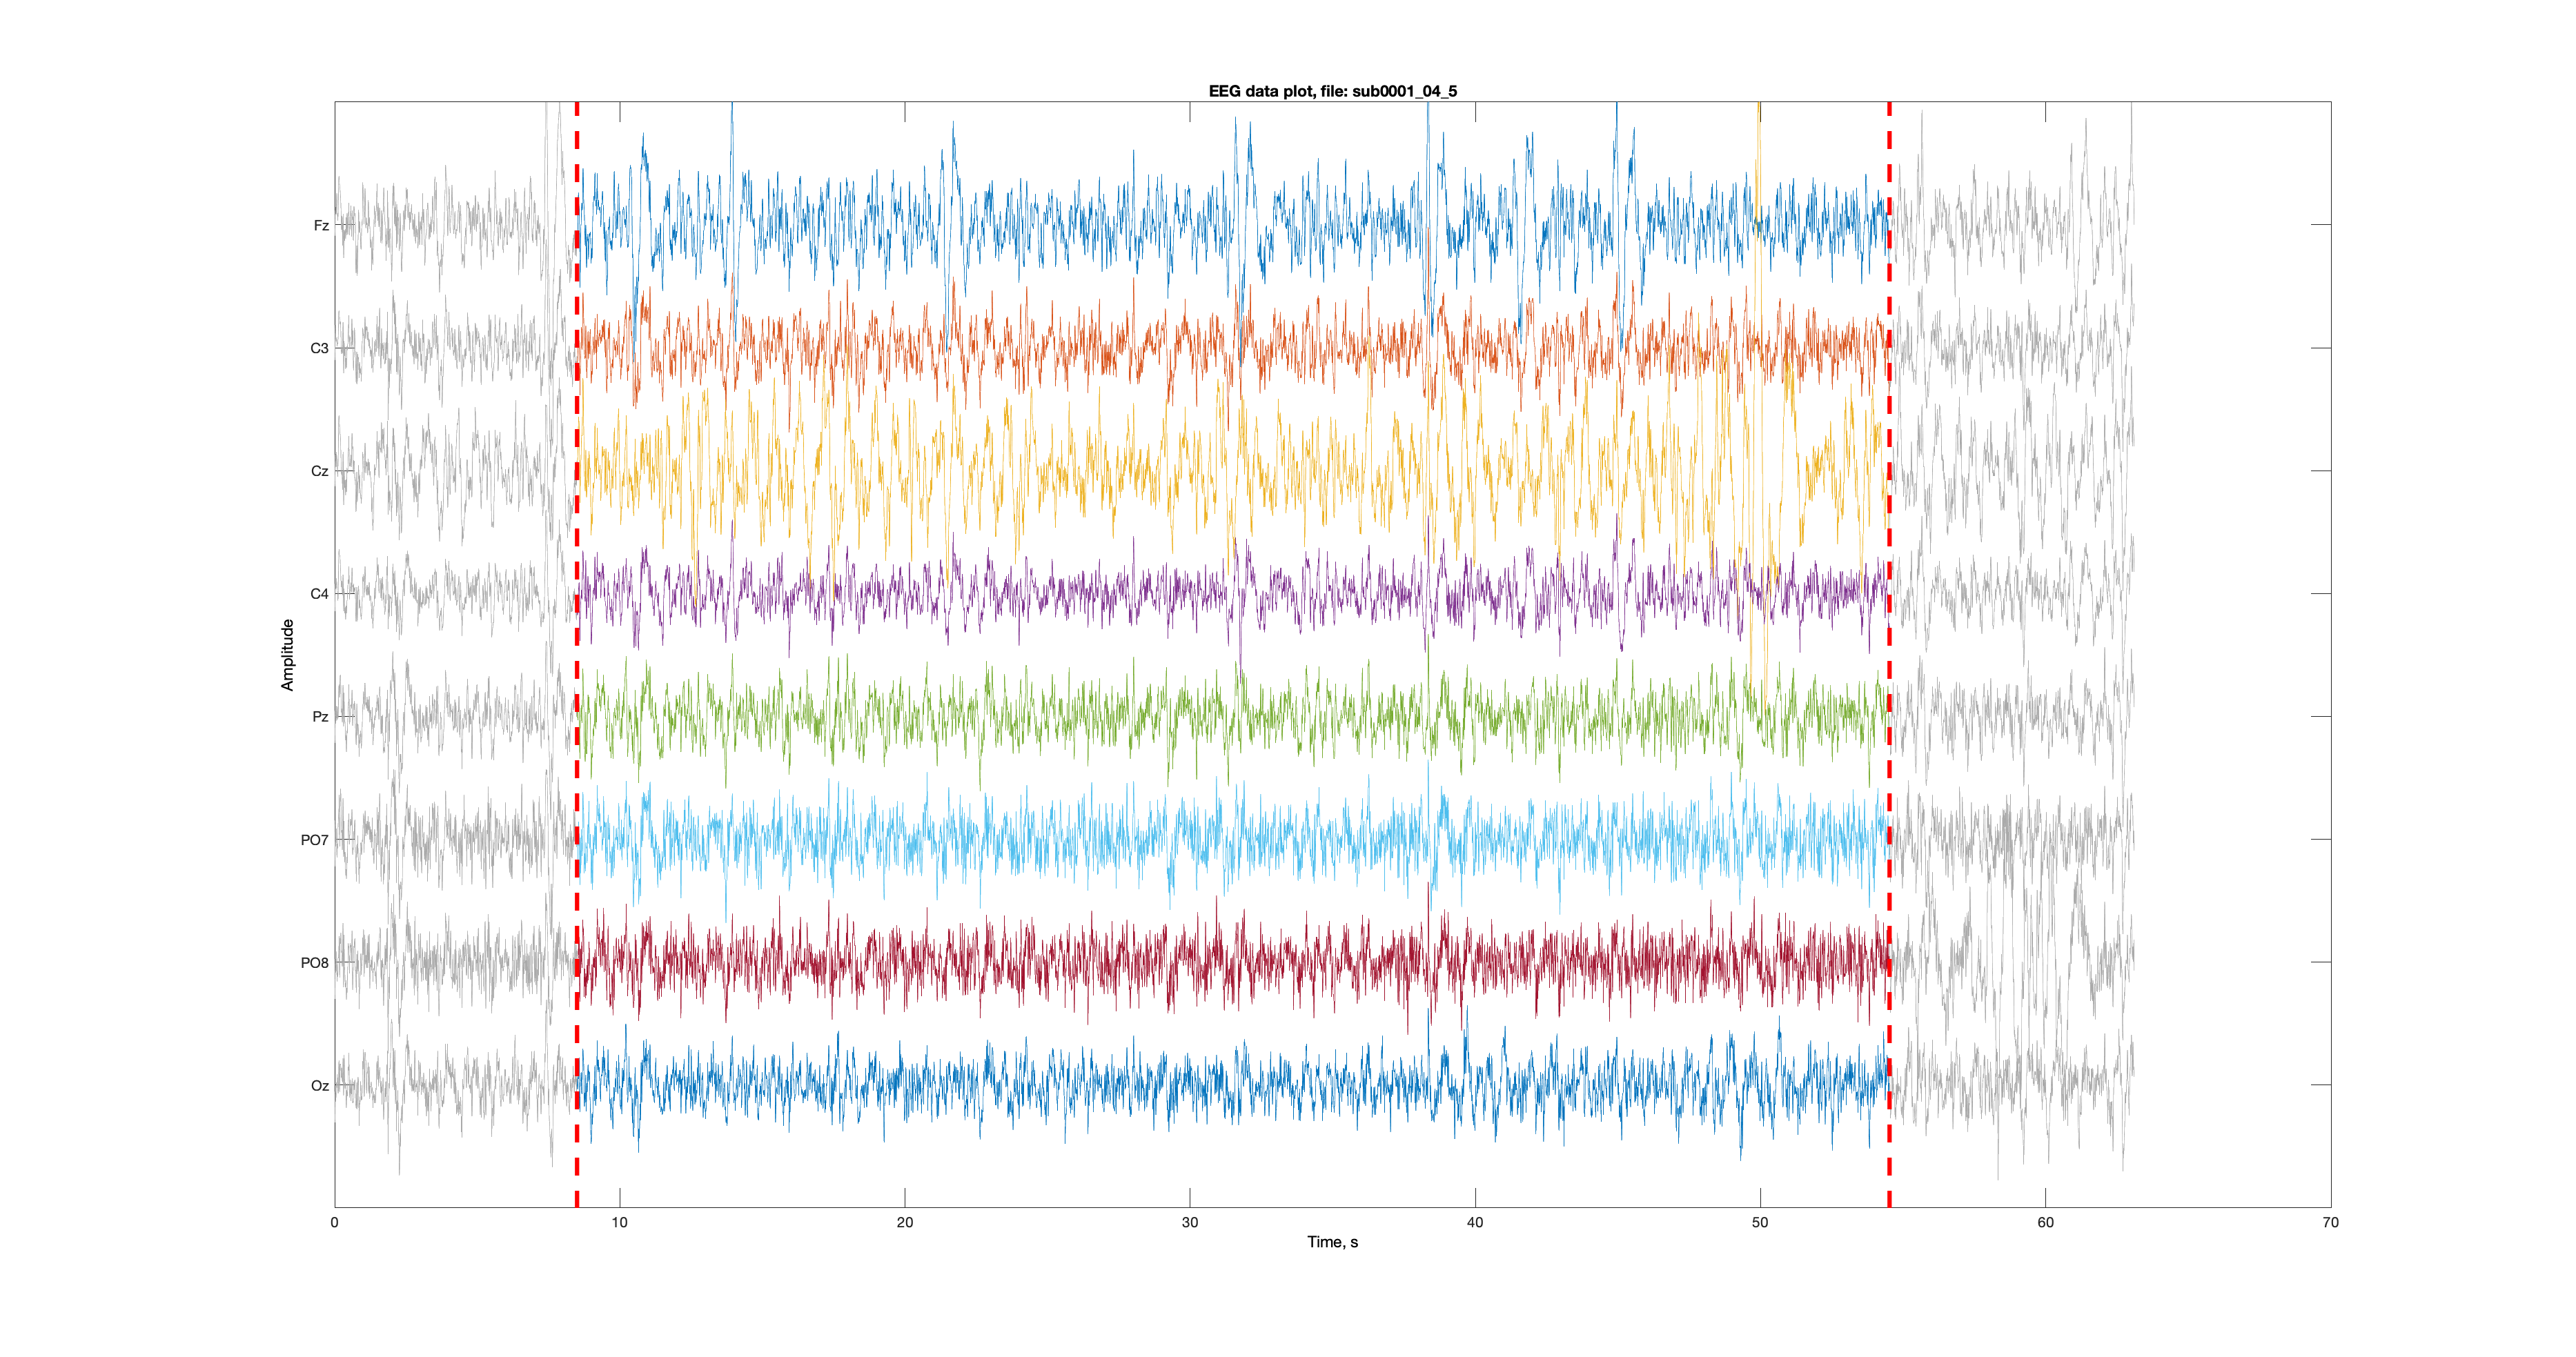 EEG data plot, file: sub0001_04_5
Fz
C3
Cz
C4
Pz
PO7
PO8
Oz
Amplitude
0 10 20 30 40 50 60 70
Time, s